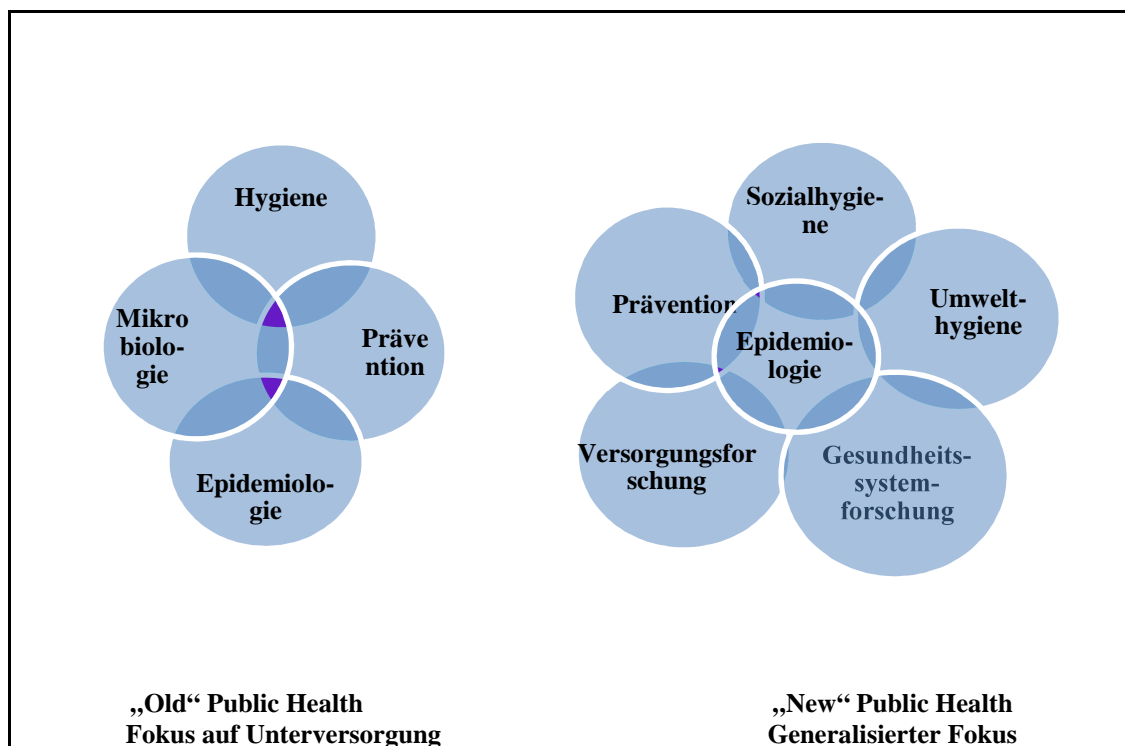 Hygiene
Mikro
biolo-
gie
Präve
ntion
Epidemiolo-
gie
„Old“ Public Health
Fokus auf Unterversorgung
Sozialhygie-
ne
Prävention
Umwelt-
hygiene
Epidemio-
logie
Versorgungsfor
schung
Gesundheits-
system-
forschung
„New“ Public Health
Generalisierter Fokus